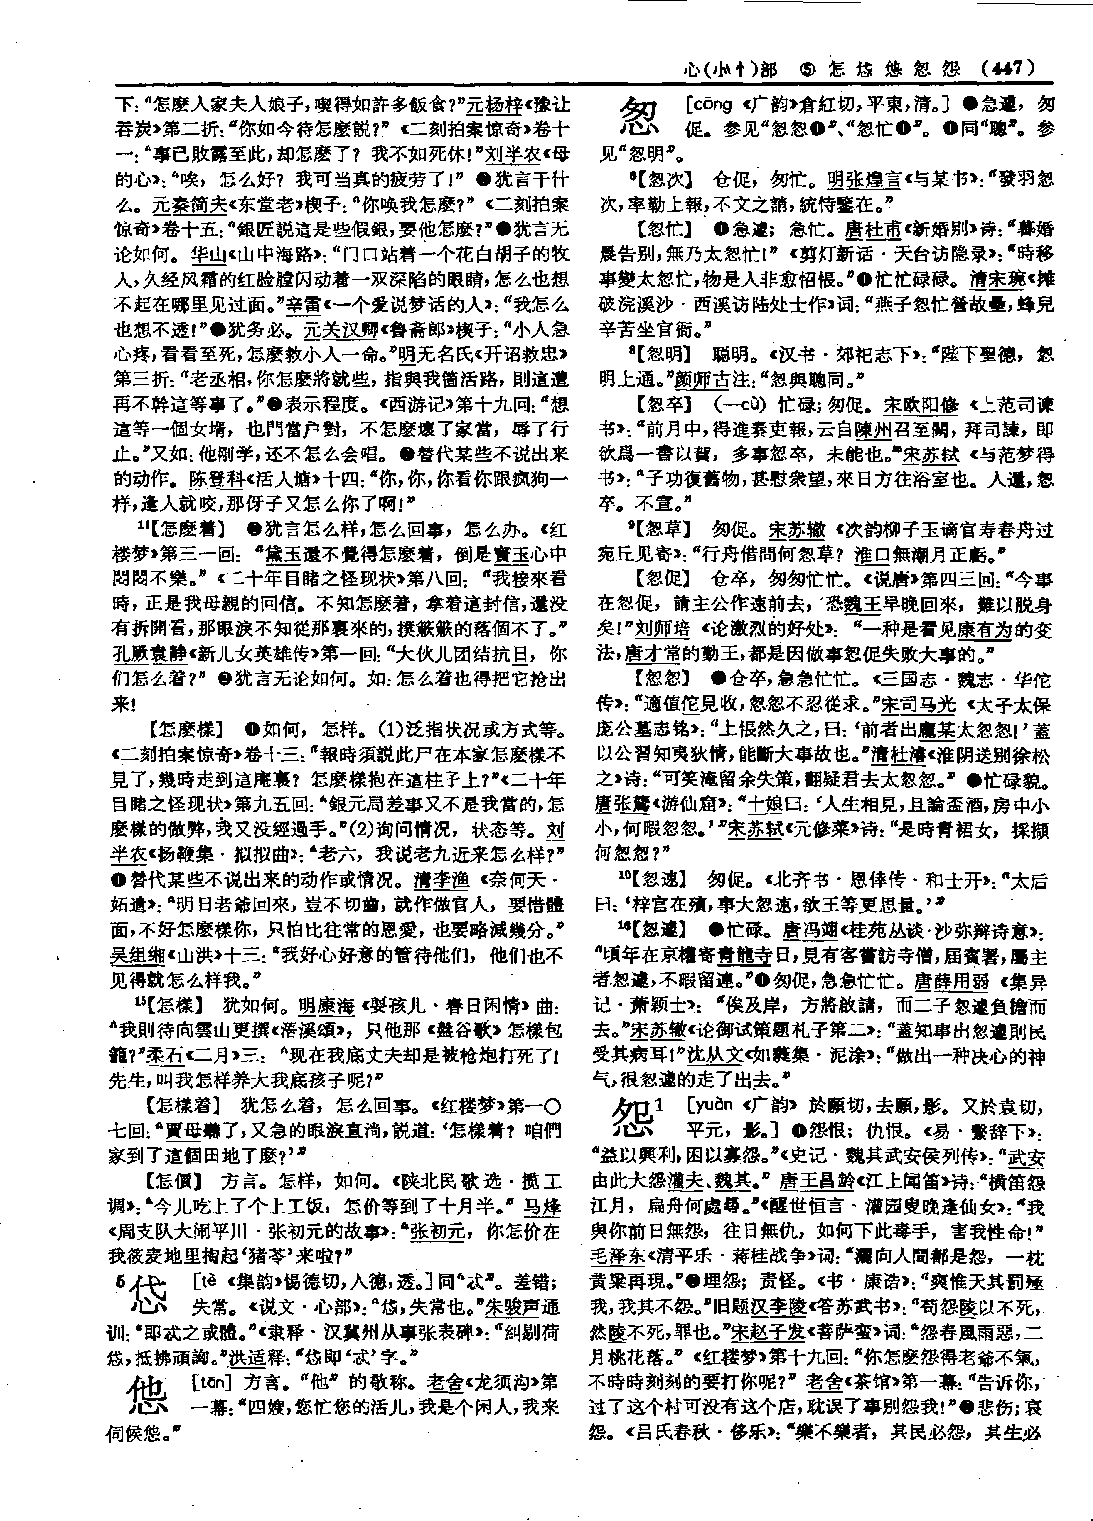 心(小忄)部 ⑤ 怎 怹 怱 怨 (447)
下：“怎麽人家夫人娘子，喫得如許多飯食？”元杨梓《豫让
吞炭》第二折：“你如今待怎麽説？”《二刻拍案惊奇》卷十
一：“事已敗露至此，却怎麽了？我不如死休！”刘半农《母
的心》：“唉，怎么好？我可当真的疲劳了！”❷犹言干什
么。元秦简夫《东堂老》楔子：“你唤我怎麽？”《二刻拍案
惊奇》卷十五：“銀匠説這是些假銀，要他怎麽？”❸犹言无
论如何。华山《山中海路》：“门口站着一个花白胡子的牧
人，久经风霜的红脸膛闪动着一双深陷的眼睛，怎么也想
不起在哪里见过面。”辛雷《一个爱说梦话的人》：“我怎么
也想不透！”❹犹务必。元关汉卿《鲁斋郎》楔子：“小人急
心疼，看看至死，怎麽救小人一命。”明无名氏《开诏救忠》
第三折：“老丞相，你怎麽將就些，指與我箇活路，則這遭
再不幹這等事了。”❺表示程度。《西游记》第十九回：“想
這等一個女壻，也門當户對，不怎麽壞了家當，辱了行
止。”又如：他刚学，还不怎么会唱。❻替代某些不说出来
的动作。陈登科《活人塘》十四：“你，你，你看你跟疯狗一
样，逢人就咬，那伢子又怎么你了啊！”
11【怎麽着】 ❶犹言怎么样，怎么回事，怎么办。《红
楼梦》第三一回：“黛玉還不覺得怎麽着，倒是寳玉心中
悶悶不樂。”《二十年目睹之怪现状》第八回：“我接來看
時，正是我母親的回信。不知怎麽着，拿着這封信，還没
有拆開看，那眼淚不知從那裏來的，撲簌簌的落個不了。”
孔厥袁静《新儿女英雄传》第一回：“大伙儿团结抗日，你
们怎么着？”❷犹言无论如何。如：怎么着也得把它抢出
来！
【怎麽樣】 ❶如何，怎样。(1)泛指状况或方式等。
《二刻拍案惊奇》卷十三：“報時須説此尸在本家怎麽樣不
見了，幾時走到這庵裏？怎麽樣抱在這柱子上？”《二十年
目睹之怪现状》第九五回：“銀元局差事又不是我當的，怎
麽樣的做弊，我又没經過手。”(2)询问情况，状态等。刘
半农《扬鞭集·拟拟曲》：“老六，我说老九近来怎么样？”
❷替代某些不说出来的动作或情况。清李渔《奈何天·
妬遣》：“明日老爺回來，豈不切齒，就作做官人，要惜體
面，不好怎麽樣你，只怕比往常的恩愛，也要略減幾分。”
吴组缃《山洪》十三：“我好心好意的管待他们，他们也不
见得就怎么样我。”
15【怎樣】 犹如何。明康海《耍孩儿·春日闲情》曲：
“我則待向雲山更撰《浯溪頌》，只他那《盤谷歌》怎樣包
籠？”柔石《二月》三：“现在我底丈夫却是被枪炮打死了！
先生，叫我怎样养大我底孩子呢？”
【怎樣着】 犹怎么着，怎么回事。《红楼梦》第一〇
七回：“賈母聽了，又急的眼淚直淌，説道：‘怎樣着？咱們
家到了這個田地了麽？’”
【怎價】 方言。怎样，如何。《陕北民歌选·揽工
调》：“今儿吃上了个上工饭，怎价等到了十月半。”马烽
《周支队大闹平川·张初元的故事》：“张初元，你怎价在
我莜麦地里掏起‘猪苓’来啦？”
5 㤂 [tè 《集韵》惕德切，入德，透。]同“忒”。差错；
失常。《说文·心部》：“㤂，失常也。”朱骏声通
训：“即忒之或體。”《隶释·汉冀州从事张表碑》：“糾剔荷
㤂，抵拂頑訩。”洪适释：“㤂即‘忒’字。”
怹 [tān] 方言。“他”的敬称。老舍《龙须沟》第
一幕：“四嫂，您忙您的活儿，我是个闲人，我来
伺候怹。”
怱 [cōng 《广韵》倉紅切，平東，清。]❶急遽，匆
促。参见“怱怱❶”、“怱忙❶”。❷同“聰”。参
见“怱明”。
6【怱次】 仓促，匆忙。明张煌言《与某书》：“發羽怱
次，率勒上報，不文之誚，統恃鑒在。”
【怱忙】 ❶急遽；急忙。唐杜甫《新婚别》诗：“暮婚
晨告别，無乃太怱忙！”《剪灯新话·天台访隐录》：“時移
事變太怱忙，物是人非愈怊悵。”❷忙忙碌碌。清宋琬《摊
破浣溪沙·西溪访陆处士作》词：“燕子怱忙營故壘，蜂兒
辛苦坐官衙。”
8【怱明】 聪明。《汉书·郊祀志下》：“陛下聖德，怱
明上通。”颜师古注：“怱與聰同。”
【怱卒】 (—cù) 忙碌；匆促。宋欧阳修《上范司谏
书》：“前月中，得進奏吏報，云自陳州召至闕，拜司諫，即
欲爲一書以賀，多事怱卒，未能也。”宋苏轼《与范梦得
书》：“子功復舊物，甚慰衆望，來日方往浴室也。人還，怱
卒。不宣。”
9【怱草】 匆促。宋苏辙《次韵柳子玉谪官寿春舟过
宛丘见寄》：“行舟借問何怱草？淮口無潮月正虧。”
【怱促】 仓卒，匆匆忙忙。《说唐》第四三回：“今事
在怱促，請主公作速前去，恐魏王早晚回來，難以脱身
矣！”刘师培《论激烈的好处》：“一种是看见康有为的变
法，唐才常的勤王，都是因做事怱促失败大事的。”
【怱怱】 ❶仓卒，急急忙忙。《三国志·魏志·华佗
传》：“適值佗見收，怱怱不忍從求。”宋司马光《太子太保
庞公墓志铭》：“上悵然久之，曰：‘前者出龐某太怱怱！’蓋
以公習知夷狄情，能斷大事故也。”清杜濬《淮阴送别徐松
之》诗：“可笑淹留余失策，翻疑君去太怱怱。”❷忙碌貌。
唐张鷟《游仙窟》：“十娘曰：‘人生相見，且論盃酒，房中小
小，何暇怱怱。’”宋苏轼《元修菜》诗：“是時青裙女，採擷
何怱怱？”
10【怱速】 匆促。《北齐书·恩倖传·和士开》：“太后
曰：‘梓宫在殯，事大怱速，欲王等更思量。’”
16【怱遽】 ❶忙碌。唐冯翊《桂苑丛谈·沙弥辩诗意》：
“頃年在京櫂寄青龍寺日，見有客嘗訪寺僧，屆賓署，屬主
者怱遽，不暇留連。”❷匆促，急急忙忙。唐薛用弱《集异
记·萧颖士》：“俟及岸，方將啟請，而二子怱遽負擔而
去。”宋苏辙《论御试策题札子第二》：“蓋知事出怱遽則民
受其病耳！”沈从文《如蕤集·泥涂》：“做出一种决心的神
气，很怱遽的走了出去。”
怨1 [yuàn 《广韵》於願切，去願，影。又於袁切，
平元，影。]❶怨恨；仇恨。《易·繫辞下》：
“益以興利，困以寡怨。”《史记·魏其武安侯列传》：“武安
由此大怨灌夫、魏其。”唐王昌龄《江上闻笛》诗：“橫笛怨
江月，扁舟何處尋。”《醒世恒言·灌园叟晚逢仙女》：“我
與你前日無怨，往日無仇，如何下此毒手，害我性命！”
毛泽东《清平乐·蒋桂战争》词：“灑向人間都是怨，一枕
黄粱再現。”❷埋怨；责怪。《书·康诰》：“爽惟天其罰殛
我，我其不怨。”旧题汉李陵《答苏武书》：“苟怨陵以不死，
然陵不死，罪也。”宋赵子发《菩萨蛮》词：“怨春風雨惡，二
月桃花落。”《红楼梦》第十九回：“你怎麽怨得老爺不氣，
不時時刻刻的要打你呢？”老舍《茶馆》第一幕：“告诉你，
过了这个村可没有这个店，耽误了事别怨我！”❸悲伤；哀
怨。《吕氏春秋·侈乐》：“樂不樂者，其民必怨，其生必